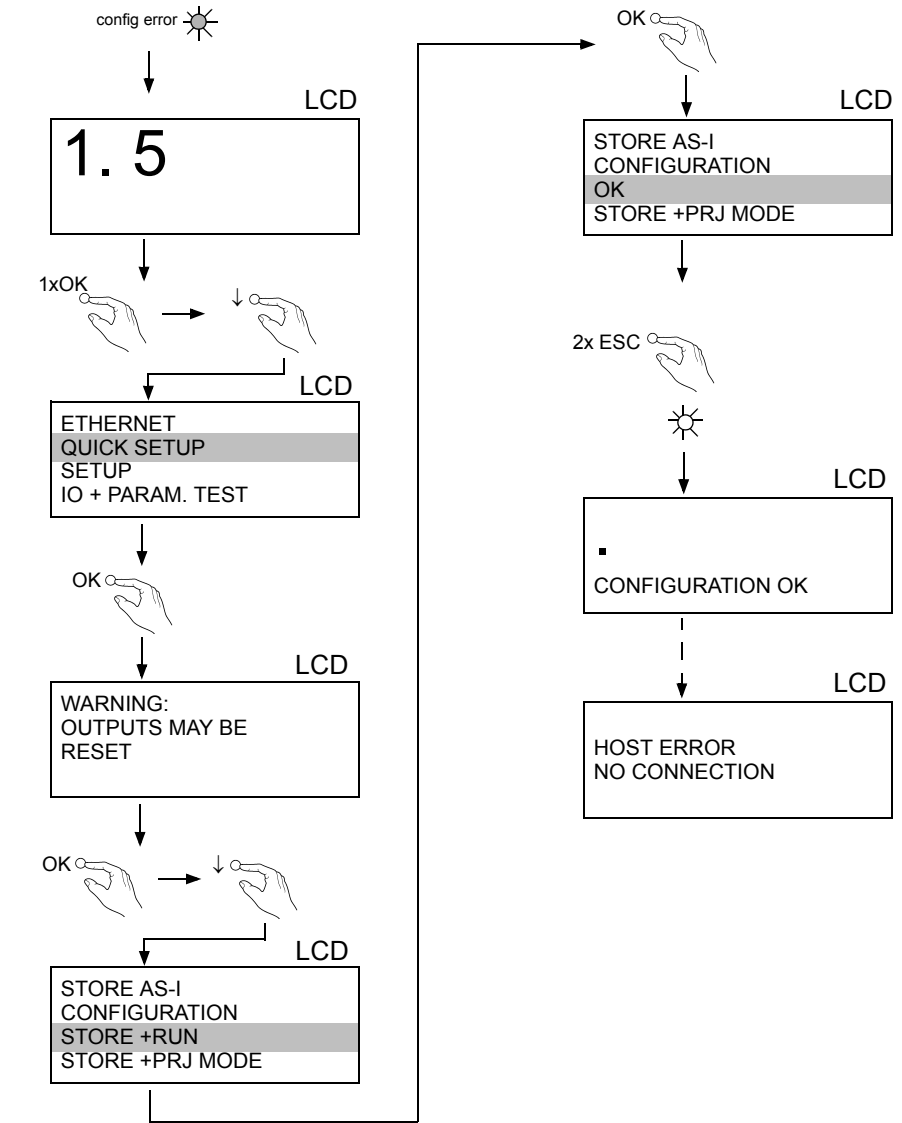 config error
LCD
1. 5
1xOK
↓
LCD
ETHERNET
QUICK SETUP
SETUP
IO + PARAM. TEST
OK
LCD
WARNING:
OUTPUTS MAY BE
RESET
OK
↓
LCD
STORE AS-I
CONFIGURATION
STORE +RUN
STORE +PRJ MODE
OK
LCD
STORE AS-I
CONFIGURATION
OK
STORE +PRJ MODE
2x ESC
LCD
.
CONFIGURATION OK
LCD
HOST ERROR
NO CONNECTION